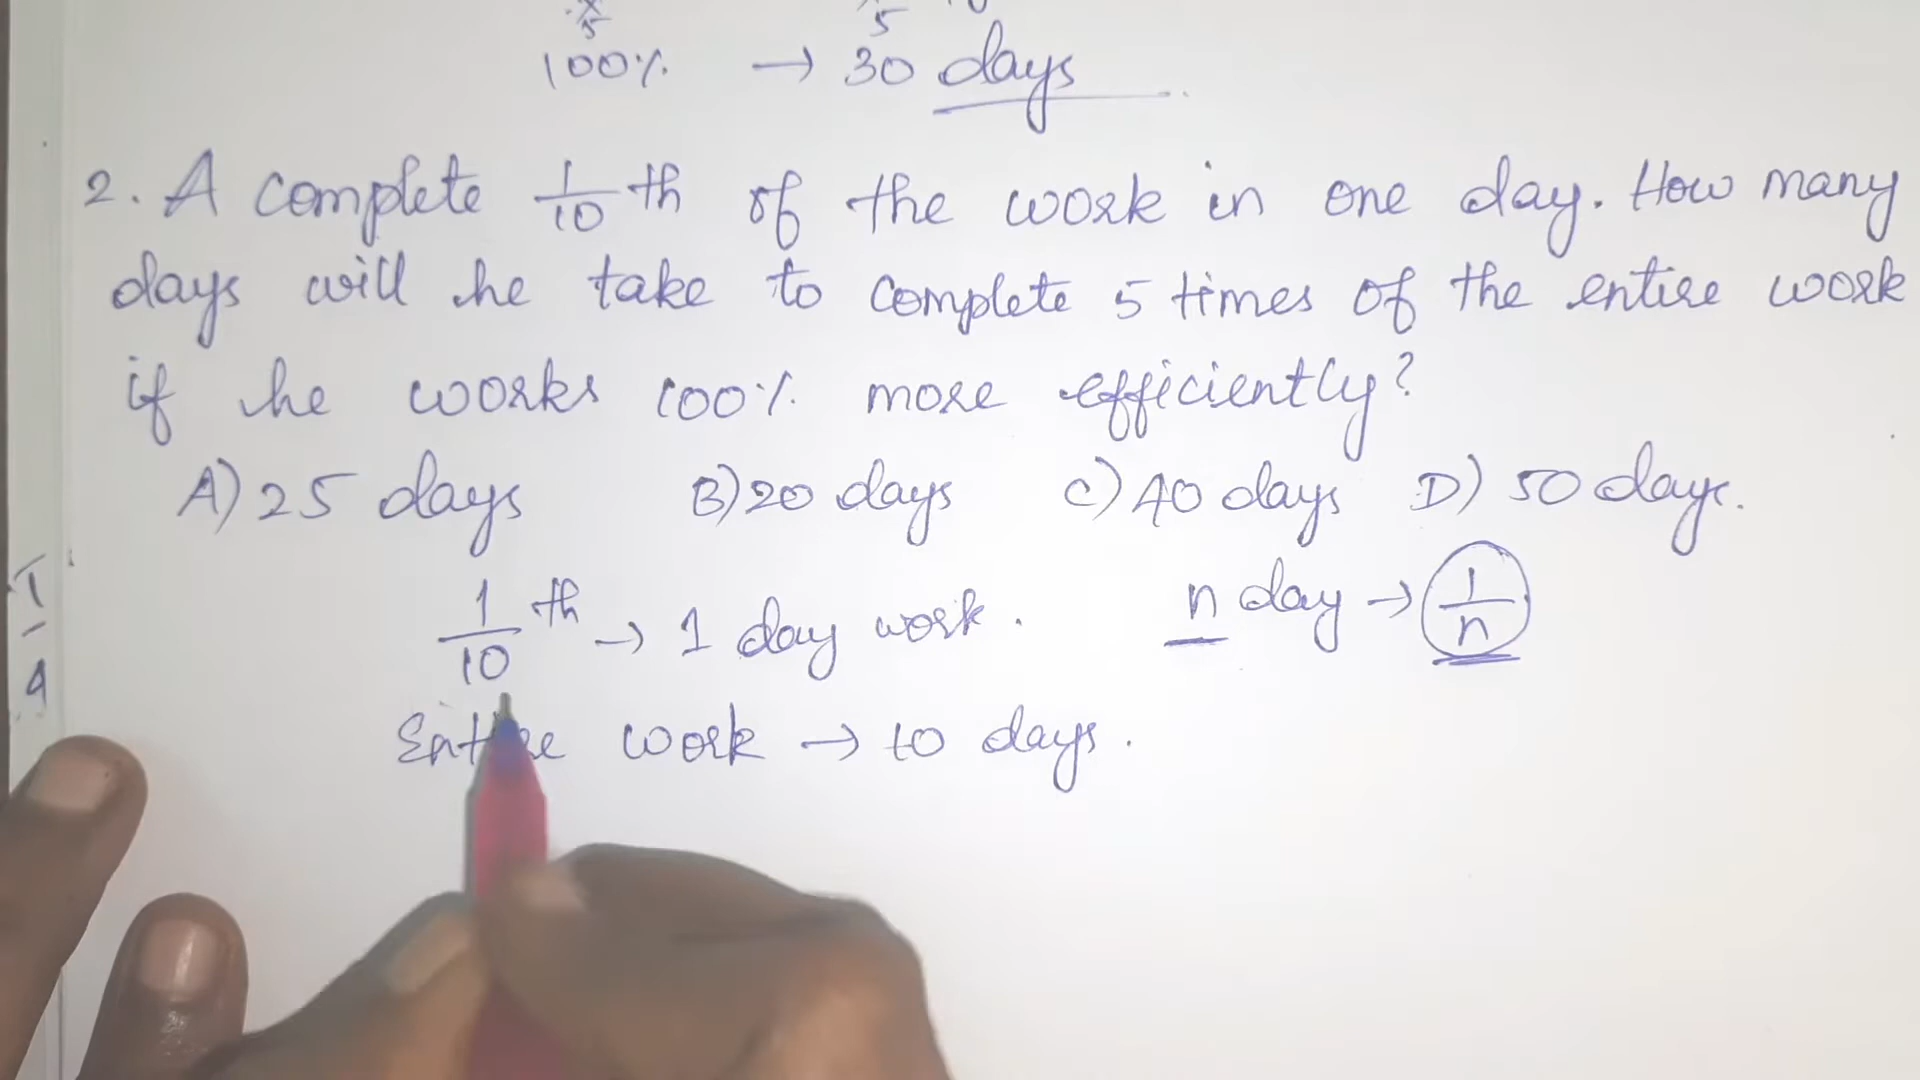 5 5
100% → 30 days
2. A complete 1/10 th of the work in one day. How many
days will he take to complete 5 times of the entire work
if he works 100% more efficiently?
A) 25 days B) 20 days C) 40 days D) 50 days.
1/10 th → 1 day work. n day → 1/n
Entire work → 10 days.